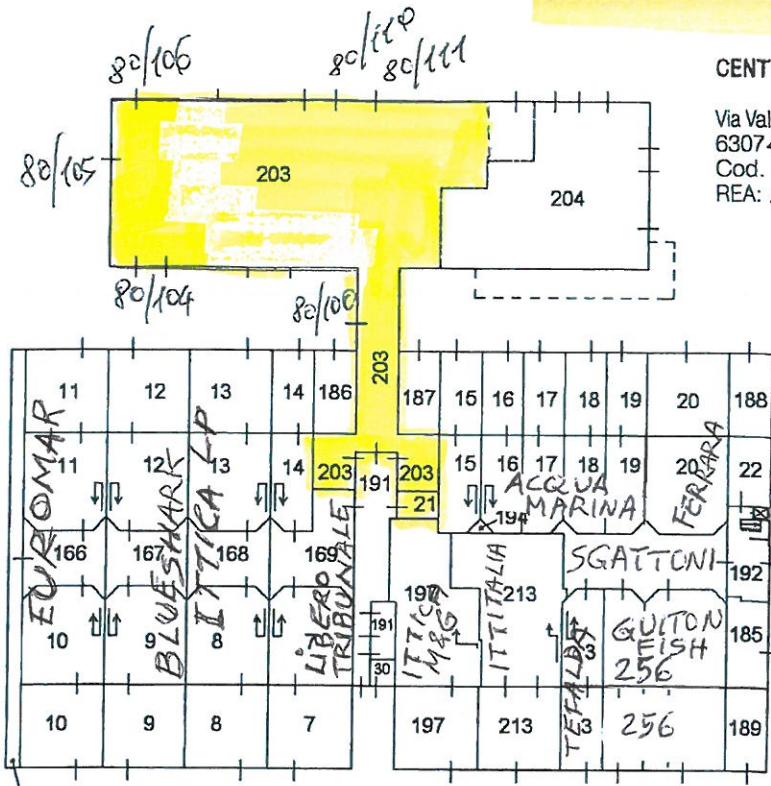 80/106
80/110
80/111
CENT
Via Val
63074
Cod.
REA:
80/105
203
204
80/104
80/100
203
11 12 13 14 186
187 15 16 17 18 19 20 188
11 12 13 14 203
203 15 16 17 18 19 20 22
191
21
194
EUROMAR
BLUESHARK
ITTICA LP
LIBERO
TRIBUNALE
ACQUA
MARINA
FERRARA
166 167 168 169
SGATTONI
192
197
213
ITTICA
M&G
ITTITALIA
TEFALDI
10 9 8
191
30
3
GUITON
FISH
256
185
10 9 8 7
197 213 3 256 189